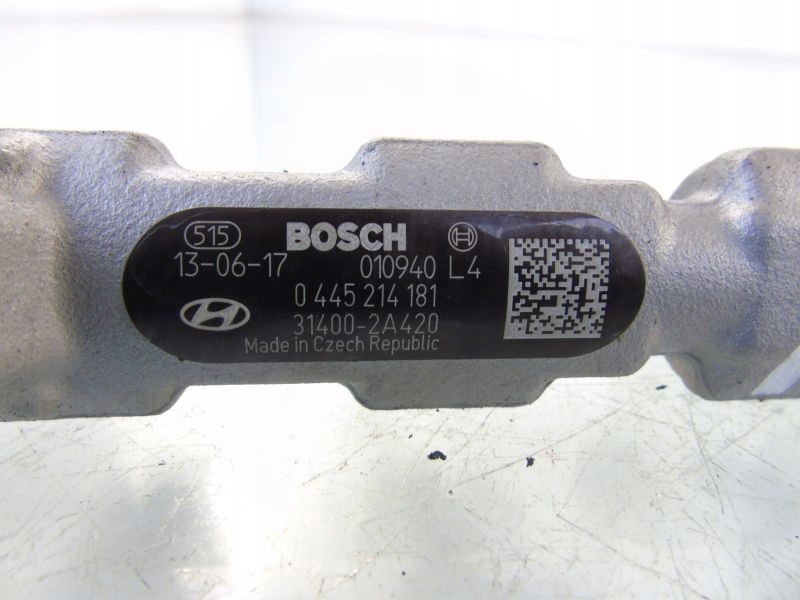 515 BOSCH
13-06-17 010940 L4
0 445 214 181
31400-2A420
Made in Czech Republic